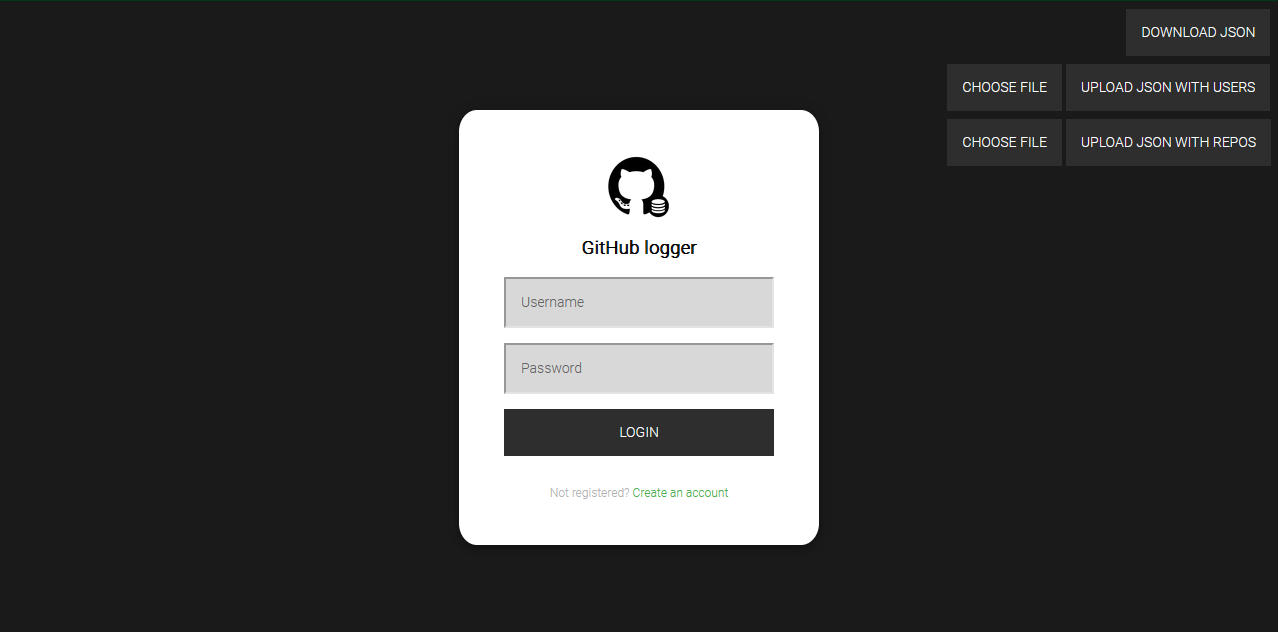 DOWNLOAD JSON
CHOOSE FILE UPLOAD JSON WITH USERS
CHOOSE FILE UPLOAD JSON WITH REPOS
GitHub logger
Username
Password
LOGIN
Not registered? Create an account